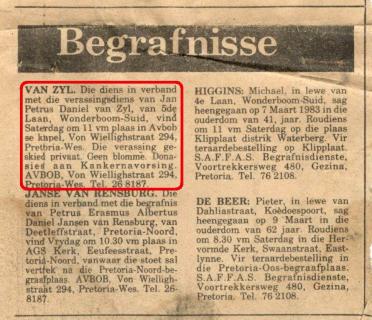 Begrafnisse
VAN ZYL. Die diens in verband
met die verassingsdiens van Jan
Petrus Daniel van Zyl, van 5de
Laan, Wonderboom-Suid, vind
Saterdag om 11 vm plaas in Avbob
se kapel, Von Wiellighstraat 294,
Pretoria-Wes. Die verassing ge-
skied privaat. Geen blomme. Dona-
sies aan Kankernavorsing.
AVBOB, Von Wiellighstraat 294,
Pretoria-Wes. Tel. 26 8187.
JANSE VAN RENSBURG. Die
diens in verband met die begrafnis
van Petrus Erasmus Albertus
Daniel Jansen van Rensburg, van
Deetlefstraat, Pretoria-Noord,
vind Vrydag om 10.30 vm plaas in
AGS Kerk, Eeufeesstraat, Pre-
toria-Noord, vanwaar die stoet sal
vertrek na die Pretoria-Noord-be-
graafplaas. AVBOB, Von Wielligh-
straat 294, Pretoria-Wes. Tel. 26-
8187.
HIGGINS: Michael, in lewe van
4e Laan, Wonderboom-Suid, sag
heengegaan op 7 Maart 1983 in die
ouderdom van 41, jaar. Roudiens
om 11 vm Saterdag op die plaas
Klipplaat distrik Waterberg. Vir
teraardebestelling op Klipplaat.
S.A.F.F.A.S. Begrafnisdienste,
Voortrekkersweg 480, Gezina,
Pretoria. Tel. 76 2108.
DE BEER: Pieter, in lewe van
Dahliastraat, Koedoespoort, sag
heengegaan op 9 Maart in die
ouderdom van 62 jaar. Roudiens
om 8.30 vm Saterdag in die Her-
vormde Kerk, Swaanstraat, East-
lynne. Vir teraardebestelling in
die Pretoria-Oos-begraafplaas.
S.A.F.F.A.S. Begrafnisdienste,
Voortrekkersweg 480, Gezina,
Pretoria. Tel. 76 2108.